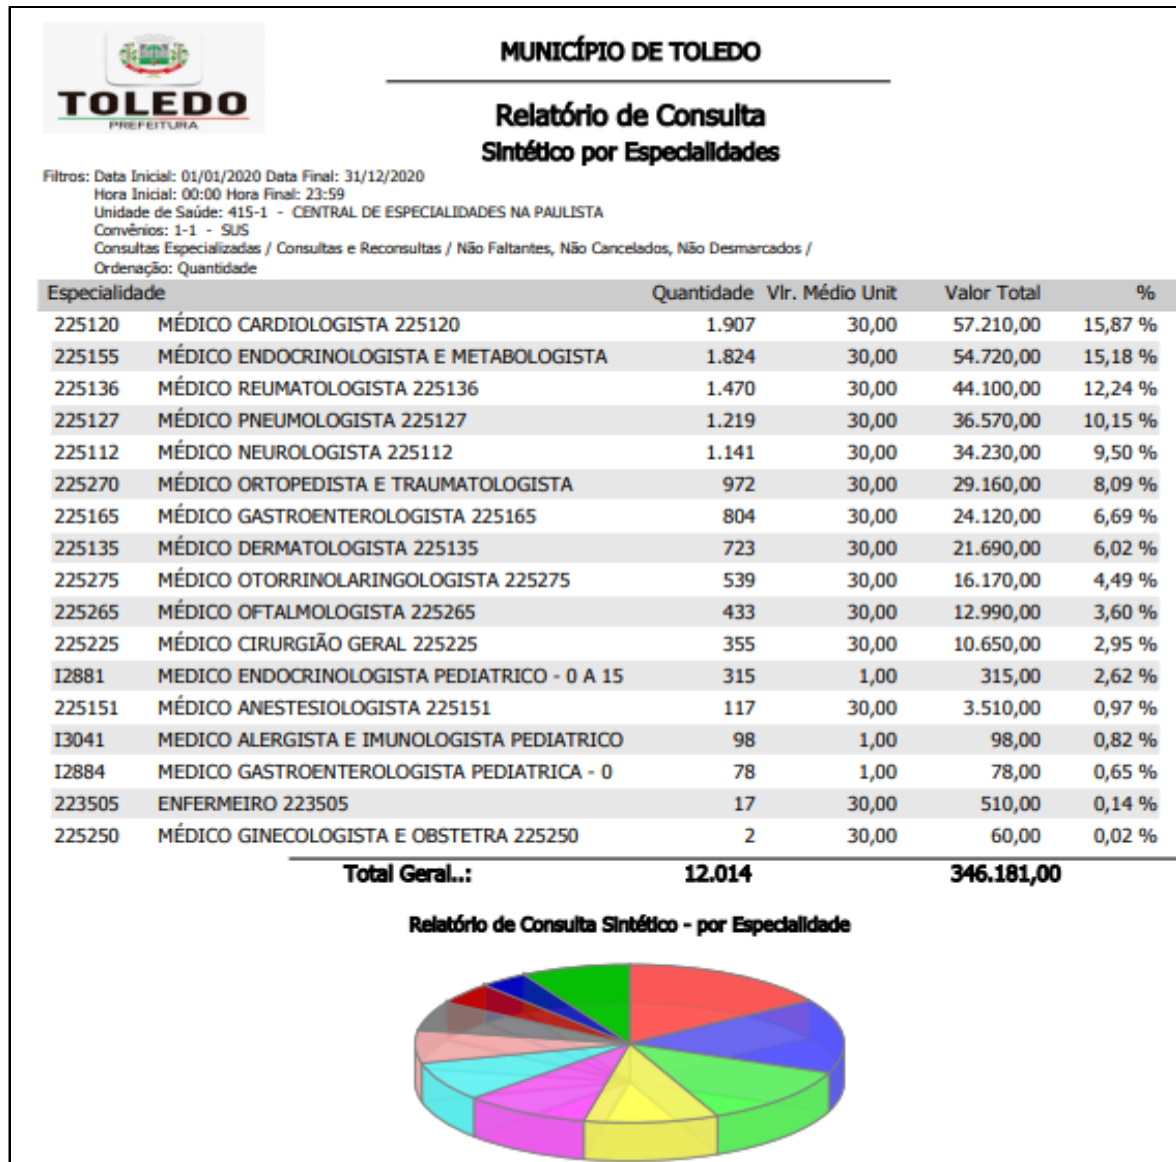 TOLEDO
PREFEITURA
MUNICÍPIO DE TOLEDO
Relatório de Consulta
Sintético por Especialidades
Filtros: Data Inicial: 01/01/2020 Data Final: 31/12/2020
Hora Inicial: 00:00 Hora Final: 23:59
Unidade de Saúde: 415-1 - CENTRAL DE ESPECIALIDADES NA PAULISTA
Convênios: 1-1 - SUS
Consultas Especializadas / Consultas e Reconsultas / Não Faltantes, Não Cancelados, Não Desmarcados /
Ordenação: Quantidade
Especialidade Quantidade Vlr. Médio Unit Valor Total %
225120 MÉDICO CARDIOLOGISTA 225120 1.907 30,00 57.210,00 15,87 %
225155 MÉDICO ENDOCRINOLOGISTA E METABOLOGISTA 1.824 30,00 54.720,00 15,18 %
225136 MÉDICO REUMATOLOGISTA 225136 1.470 30,00 44.100,00 12,24 %
225127 MÉDICO PNEUMOLOGISTA 225127 1.219 30,00 36.570,00 10,15 %
225112 MÉDICO NEUROLOGISTA 225112 1.141 30,00 34.230,00 9,50 %
225270 MÉDICO ORTOPEDISTA E TRAUMATOLOGISTA 972 30,00 29.160,00 8,09 %
225165 MÉDICO GASTROENTEROLOGISTA 225165 804 30,00 24.120,00 6,69 %
225135 MÉDICO DERMATOLOGISTA 225135 723 30,00 21.690,00 6,02 %
225275 MÉDICO OTORRINOLARINGOLOGISTA 225275 539 30,00 16.170,00 4,49 %
225265 MÉDICO OFTALMOLOGISTA 225265 433 30,00 12.990,00 3,60 %
225225 MÉDICO CIRURGIÃO GERAL 225225 355 30,00 10.650,00 2,95 %
I2881 MEDICO ENDOCRINOLOGISTA PEDIATRICO - 0 A 15 315 1,00 315,00 2,62 %
225151 MÉDICO ANESTESIOLOGISTA 225151 117 30,00 3.510,00 0,97 %
I3041 MEDICO ALERGISTA E IMUNOLOGISTA PEDIATRICO 98 1,00 98,00 0,82 %
I2884 MEDICO GASTROENTEROLOGISTA PEDIATRICA - 0 78 1,00 78,00 0,65 %
223505 ENFERMEIRO 223505 17 30,00 510,00 0,14 %
225250 MÉDICO GINECOLOGISTA E OBSTETRA 225250 2 30,00 60,00 0,02 %
Total Geral..: 12.014 346.181,00
Relatório de Consulta Sintético - por Especialidade